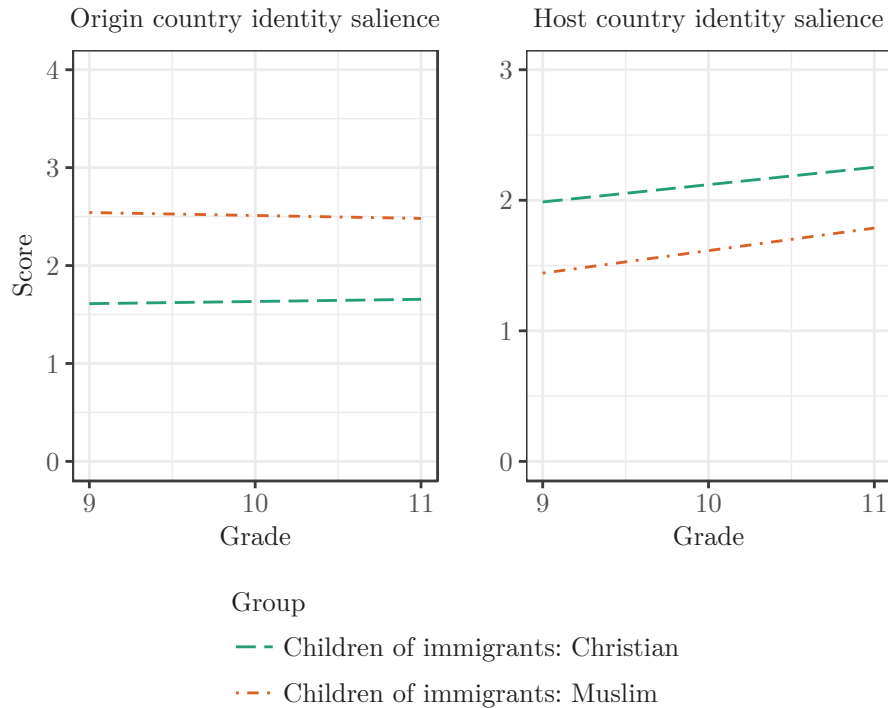 Origin country identity salience
Host country identity salience
4
3
2
1
0
Score
9
10
11
Grade
3
2
1
0
9
10
11
Grade
Group
Children of immigrants: Christian
Children of immigrants: Muslim